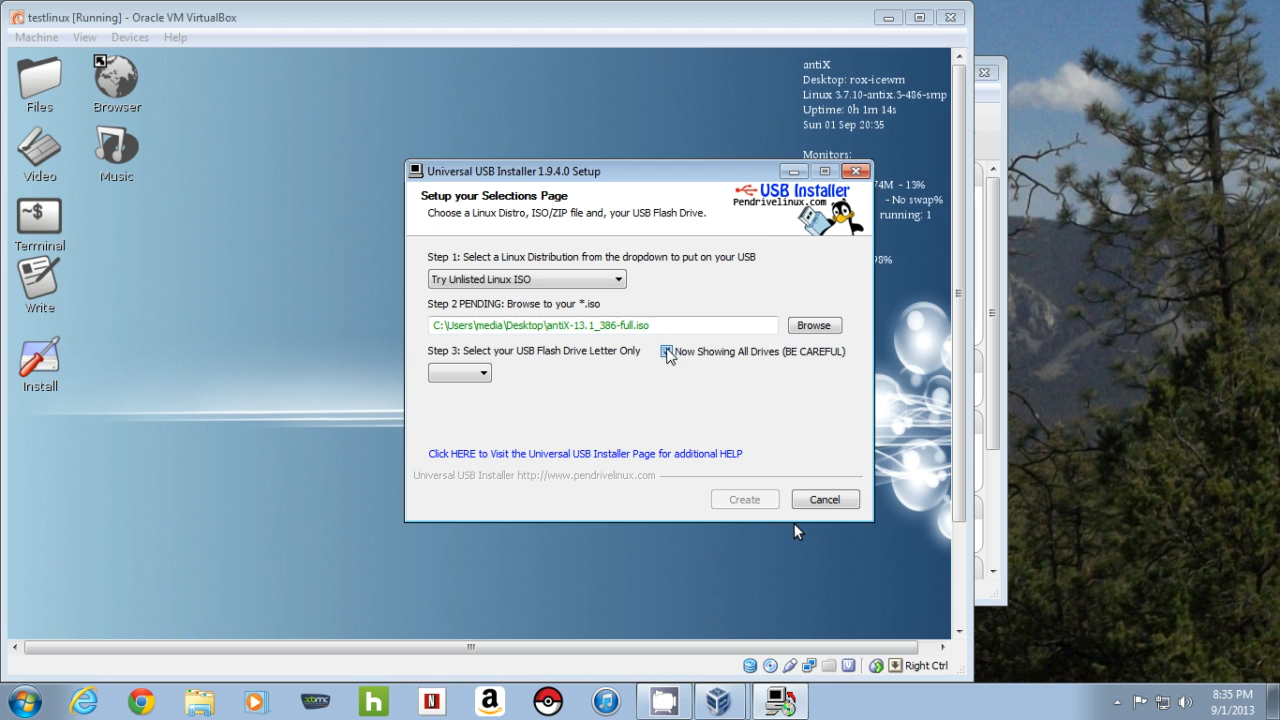 testlinux [Running] - Oracle VM VirtualBox
Machine View Devices Help
Files
Browser
Video
Music
~$
Terminal
Write
Install
antiX
Desktop: rox-icewm
Linux 3.7.10-antix.3-486-smp
Uptime: 0h 1m 14s
Sun 01 Sep 20:35
Monitors:
74M - 13%
- No swap%
running: 1
98%
Universal USB Installer 1.9.4.0 Setup
Setup your Selections Page
Choose a Linux Distro, ISO/ZIP file and, your USB Flash Drive.
USB Installer
Pendrivelinux.com
Step 1: Select a Linux Distribution from the dropdown to put on your USB
Try Unlisted Linux ISO
Step 2 PENDING: Browse to your *.iso
C:\Users\media\Desktop\antiX-13.1_386-full.iso
Browse
Step 3: Select your USB Flash Drive Letter Only
Now Showing All Drives (BE CAREFUL)
Click HERE to Visit the Universal USB Installer Page for additional HELP
Universal USB Installer http://www.pendrivelinux.com
Create
Cancel
Right Ctrl
xbmc
h
N
a
8:35 PM
9/1/2013